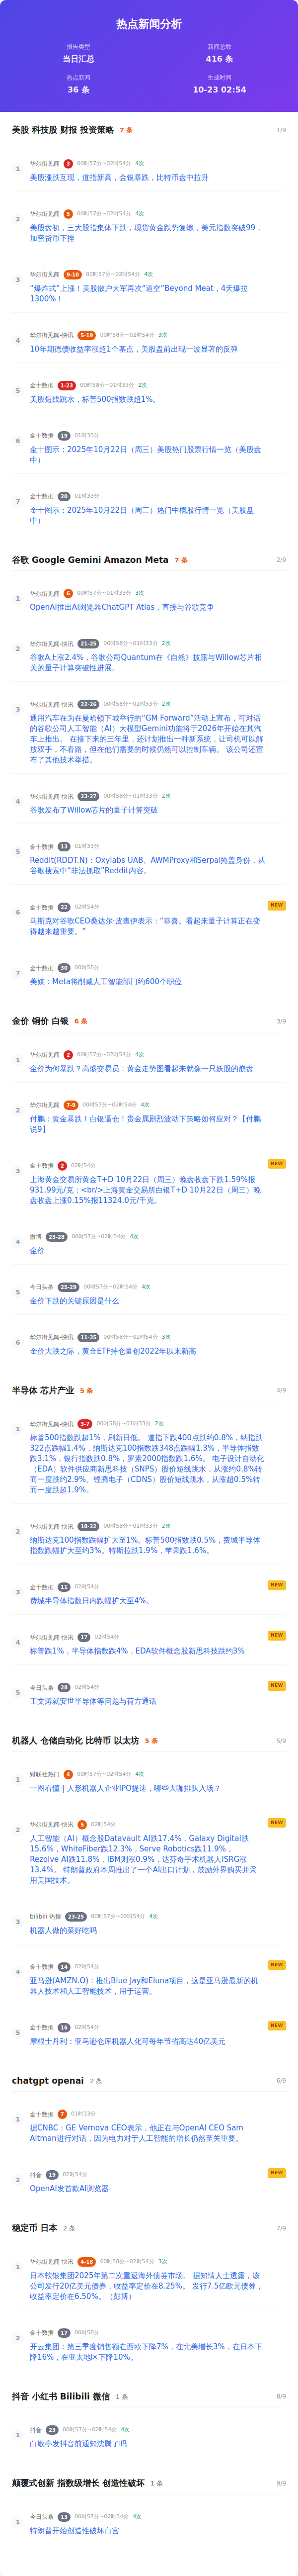 热点新闻分析
报告类型
新闻总数
当日汇总
416 条
热点新闻
生成时间
36 条
10-23 02:54
美股 科技股 财报 投资策略 7 条 1/9
1
华尔街见闻 3 00时57分~02时54分 4次
美股涨跌互现，道指新高，金银暴跌，比特币盘中拉升
2
华尔街见闻 5 00时57分~02时54分 4次
美股盘初，三大股指集体下跌，现货黄金跌势复燃，美元指数突破99，
加密货币下挫
3
华尔街见闻 9-10 00时57分~02时54分 4次
“爆炸式”上涨！美股散户大军再次“逼空”Beyond Meat，4天爆拉
1300%！
4
华尔街见闻-快讯 5-19 00时58分~02时54分 3次
10年期德债收益率涨超1个基点，美股盘前出现一波显著的反弹
5
金十数据 1-23 00时58分~01时33分 2次
美股短线跳水，标普500指数跌超1%。
6
金十数据 19 01时33分
金十图示：2025年10月22日（周三）美股热门股票行情一览（美股盘
中）
7
金十数据 20 01时33分
金十图示：2025年10月22日（周三）热门中概股行情一览（美股盘
中）
谷歌 Google Gemini Amazon Meta 7 条 2/9
1
华尔街见闻 6 00时57分~01时33分 3次
OpenAI推出AI浏览器ChatGPT Atlas，直接与谷歌竞争
2
华尔街见闻-快讯 21-25 00时58分~01时33分 2次
谷歌A上涨2.4%，谷歌公司Quantum在《自然》披露与Willow芯片相
关的量子计算突破性进展。
3
华尔街见闻-快讯 22-26 00时58分~01时33分 2次
通用汽车在为在曼哈顿下城举行的“GM Forward”活动上宣布，可对话
的谷歌公司人工智能（AI）大模型Gemini功能将于2026年开始在其汽
车上推出。 在接下来的三年里，还计划推出一种新系统，让司机可以解
放双手，不看路，但在他们需要的时候仍然可以控制车辆。 该公司还宣
布了其他技术举措。
4
华尔街见闻-快讯 23-27 00时58分~01时33分 2次
谷歌发布了Willow芯片的量子计算突破
5
金十数据 13 01时33分
Reddit(RDDT.N)：Oxylabs UAB、AWMProxy和Serpai掩盖身份，从
谷歌搜索中“非法抓取”Reddit内容。
6
金十数据 22 02时54分 NEW
马斯克对谷歌CEO桑达尔·皮查伊表示：“恭喜。看起来量子计算正在变
得越来越重要。”
7
金十数据 30 00时58分
美媒：Meta将削减人工智能部门约600个职位
金价 铜价 白银 6 条 3/9
1
华尔街见闻 2 00时57分~02时54分 4次
金价为何暴跌？高盛交易员：黄金走势图看起来就像一只妖股的崩盘
2
华尔街见闻 7-9 00时57分~02时54分 4次
付鹏：黄金暴跌！白银逼仓！贵金属剧烈波动下策略如何应对？【付鹏
说9】
3
金十数据 2 02时54分 NEW
上海黄金交易所黄金T+D 10月22日（周三）晚盘收盘下跌1.59%报
931.99元/克；<br/>上海黄金交易所白银T+D 10月22日（周三）晚
盘收盘上涨0.15%报11324.0元/千克。
4
微博 23-28 00时57分~02时54分 4次
金价
5
今日头条 25-29 00时57分~02时54分 4次
金价下跌的关键原因是什么
6
华尔街见闻-快讯 11-25 00时58分~02时54分 3次
金价大跌之际，黄金ETF持仓量创2022年以来新高
半导体 芯片产业 5 条 4/9
1
华尔街见闻-快讯 3-7 00时58分~01时33分 2次
标普500指数跌超1%，刷新日低。 道指下跌400点跌约0.8%，纳指跌
322点跌幅1.4%，纳斯达克100指数跌348点幅1.3%，半导体指数
跌3.1%，银行指数跌0.8%，罗素2000指数跌1.6%。 电子设计自动化
（EDA）软件供应商新思科技（SNPS）股价短线跳水，从涨约0.8%转
而一度跌约2.9%。铿腾电子（CDNS）股价短线跳水，从涨超0.5%转
而一度跌超1.9%。
2
华尔街见闻-快讯 18-22 00时58分~01时33分 2次
纳斯达克100指数跌幅扩大至1%。标普500指数跌0.5%，费城半导体
指数跌幅扩大至约3%。特斯拉跌1.9%，苹果跌1.6%。
3
金十数据 11 02时54分 NEW
费城半导体指数日内跌幅扩大至4%。
4
华尔街见闻-快讯 17 02时54分 NEW
标普跌1%，半导体指数跌4%，EDA软件概念股新思科技跌约3%
5
今日头条 28 02时54分 NEW
王文涛就安世半导体等问题与荷方通话
机器人 仓储自动化 比特币 以太坊 5 条 5/9
1
财联社热门 4 00时57分~02时54分 4次
一图看懂 | 人形机器人企业IPO提速，哪些大咖排队入场？
2
华尔街见闻-快讯 5 02时54分 NEW
人工智能（AI）概念股Datavault AI跌17.4%，Galaxy Digital跌
15.6%，WhiteFiber跌12.3%，Serve Robotics跌11.9%，
Rezolve AI跌11.8%，IBM则涨0.9%，达芬奇手术机器人ISRG涨
13.4%。 特朗普政府本周推出了一个AI出口计划，鼓励外界购买并采
用美国技术。
3
bilibili 热搜 23-25 00时57分~02时54分 4次
机器人做的菜好吃吗
4
金十数据 14 02时54分 NEW
亚马逊(AMZN.O)：推出Blue Jay和Eluna项目，这是亚马逊最新的机
器人技术和人工智能技术，用于运营。
5
金十数据 16 02时54分 NEW
摩根士丹利：亚马逊仓库机器人化可每年节省高达40亿美元
chatgpt openai 2 条 6/9
1
金十数据 7 01时33分
据CNBC：GE Vernova CEO表示，他正在与OpenAI CEO Sam
Altman进行对话，因为电力对于人工智能的增长仍然至关重要。
2
抖音 19 02时54分 NEW
OpenAI发首款AI浏览器
稳定币 日本 2 条 7/9
1
华尔街见闻-快讯 4-18 00时58分~02时54分 3次
日本软银集团2025年第二次重返海外债券市场。 据知情人士透露，该
公司发行20亿美元债券，收益率定价在8.25%。 发行7.5亿欧元债券，
收益率定价在6.50%。（彭博）
2
金十数据 17 00时58分
开云集团：第三季度销售额在西欧下降7%，在北美增长3%，在日本下
降16%，在亚太地区下降10%。
抖音 小红书 Bilibili 微信 1 条 8/9
1
抖音 23 00时57分~02时54分 4次
白敬亭发抖音前通知沈腾了吗
颠覆式创新 指数级增长 创造性破坏 1 条 9/9
1
今日头条 13 00时57分~02时54分 4次
特朗普开始创造性破坏白宫